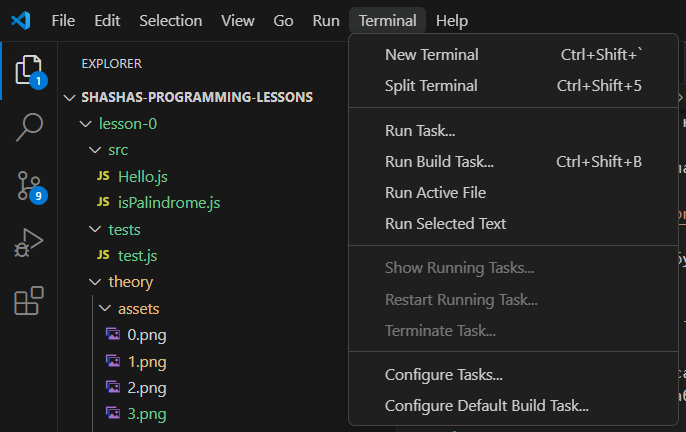 File Edit Selection View Go Run Terminal Help
EXPLORER
1
SHASHAS-PROGRAMMING-LESSONS
lesson-0
src
JS Hello.js
JS isPalindrome.js
9
tests
JS test.js
theory
assets
0.png
1.png
2.png
3.png
New Terminal Ctrl+Shift+`
Split Terminal Ctrl+Shift+5
Run Task...
Run Build Task... Ctrl+Shift+B
Run Active File
Run Selected Text
Show Running Tasks...
Restart Running Task...
Terminate Task...
Configure Tasks...
Configure Default Build Task...